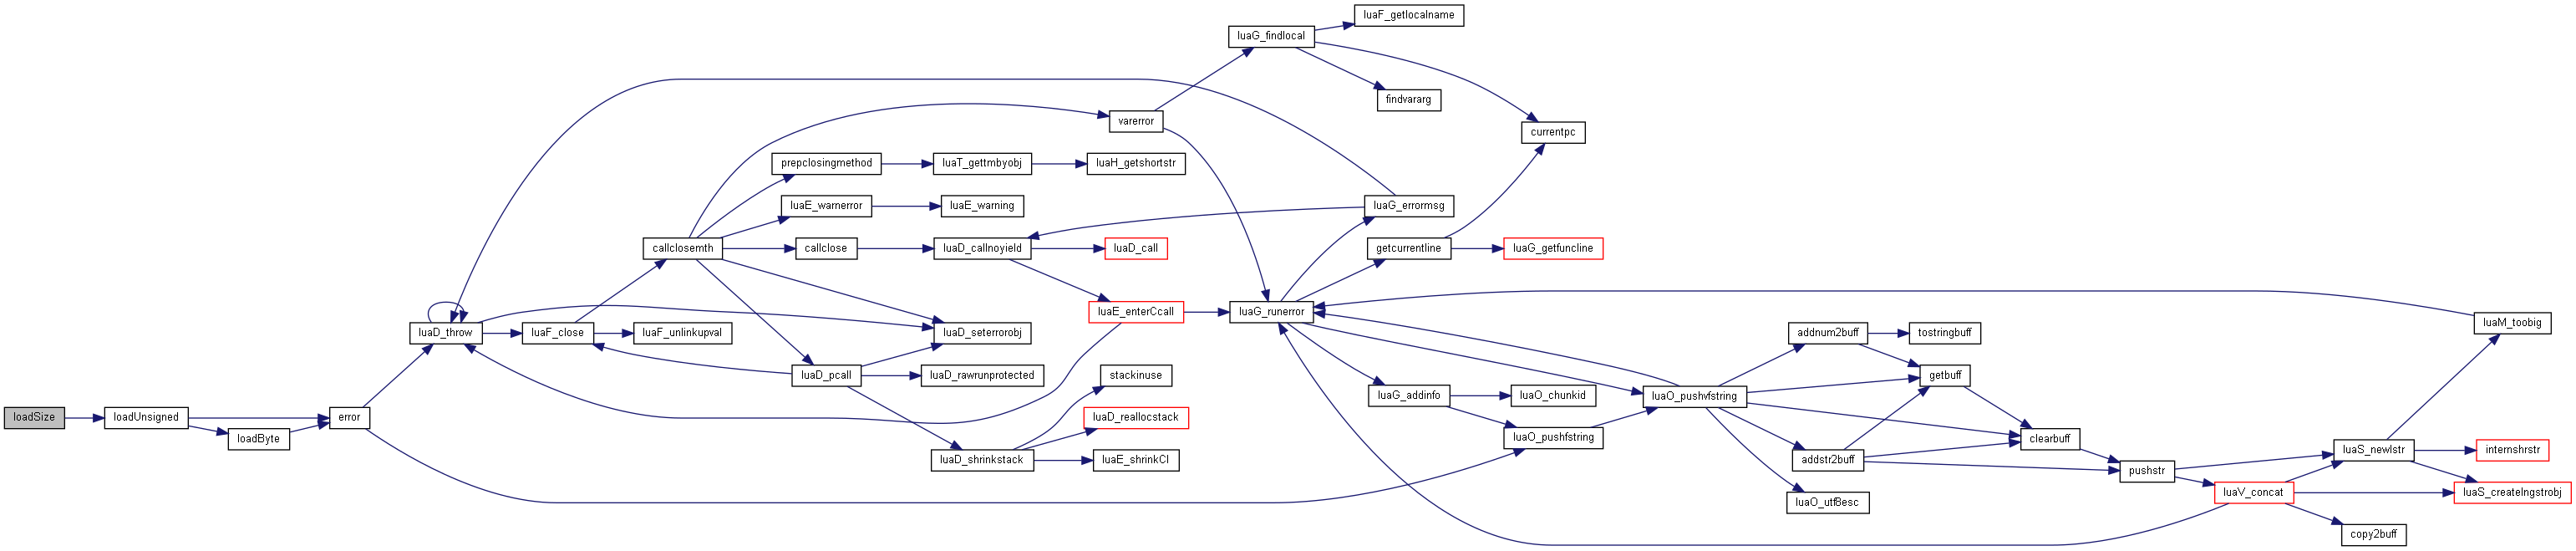 luaF_getlocalname
luaG_findlocal
findvararg
varerror
currentpc
prepclosingmethod
luaT_gettmbyobj
luaH_getshortstr
luaE_warnerror
luaE_warning
luaG_errormsg
callclosemth
callclose
luaD_callnoyield
luaD_call
getcurrentline
luaG_getfuncline
luaE_enterCcall
luaG_runerror
luaM_toobig
luaD_throw
luaF_close
luaF_unlinkupval
luaD_seterrorobj
addnum2buff
tostringbuff
luaD_pcall
luaD_rawrunprotected
stackinuse
getbuff
luaG_addinfo
luaO_chunkid
luaO_pushvfstring
loadSize
loadUnsigned
error
luaD_reallocstack
loadByte
luaO_pushfstring
clearbuff
luaS_newlstr
internshrstr
luaD_shrinkstack
luaE_shrinkCI
addstr2buff
pushstr
luaV_concat
luaS_createlngstrobj
luaO_utf8esc
copy2buff